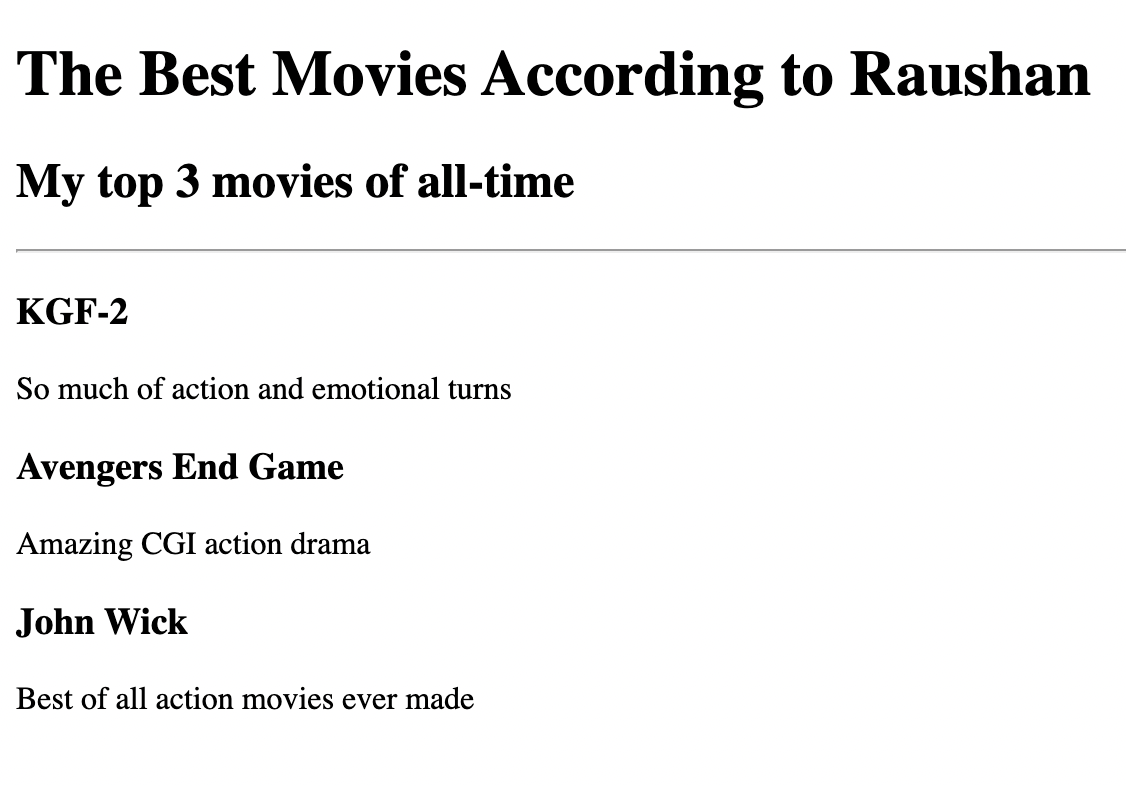 The Best Movies According to Raushan
My top 3 movies of all-time
KGF-2
So much of action and emotional turns
Avengers End Game
Amazing CGI action drama
John Wick
Best of all action movies ever made